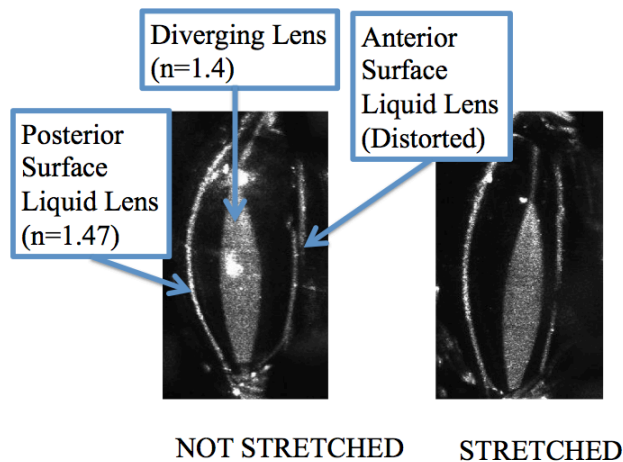 Diverging Lens
(n=1.4)
Anterior
Surface
Liquid Lens
(Distorted)
Posterior
Surface
Liquid Lens
(n=1.47)
NOT STRETCHED
STRETCHED